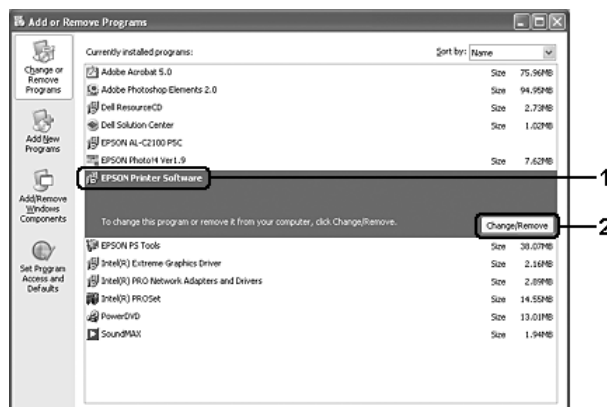 Add or Remove Programs
Change or
Remove
Programs
Add New
Programs
Add/Remove
Windows
Components
Set Program
Access and
Defaults
Currently installed programs: Sort by: Name
Adobe Acrobat 5.0 Size 75.96MB
Adobe Photoshop Elements 2.0 Size 94.95MB
Dell ResourceCD Size 2.73MB
Dell Solution Center Size 1.02MB
EPSON AL-C2100 PSC
EPSON Photo!4 Ver1.9 Size 7.62MB
EPSON Printer Software 1
To change this program or remove it from your computer, click Change/Remove.
Change/Remove 2
EPSON PS Tools Size 38.07MB
Intel(R) Extreme Graphics Driver Size 2.16MB
Intel(R) PRO Network Adapters and Drivers Size 2.89MB
Intel(R) PROSet Size 14.55MB
PowerDVD Size 13.01MB
SoundMAX Size 1.94MB